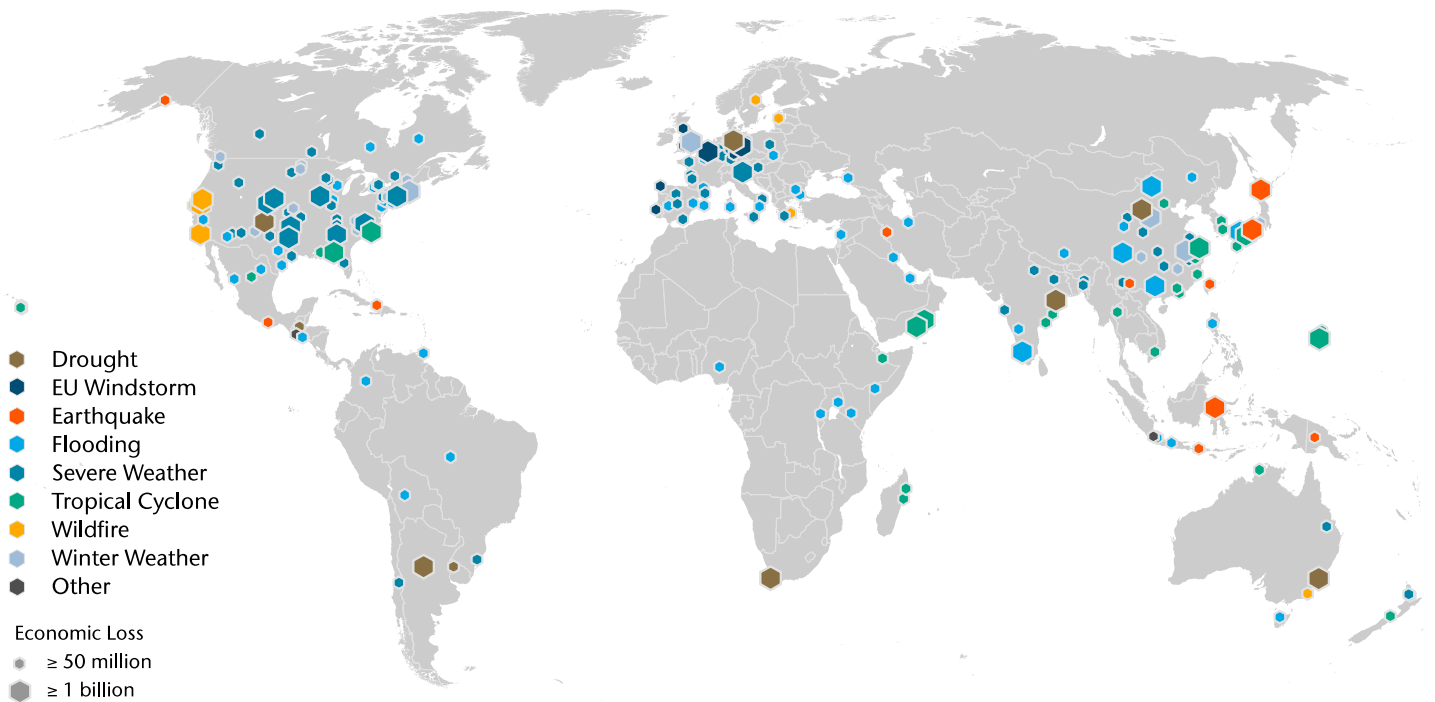 Drought
EU Windstorm
Earthquake
Flooding
Severe Weather
Tropical Cyclone
Wildfire
Winter Weather
Other
Economic Loss
≥ 50 million
≥ 1 billion